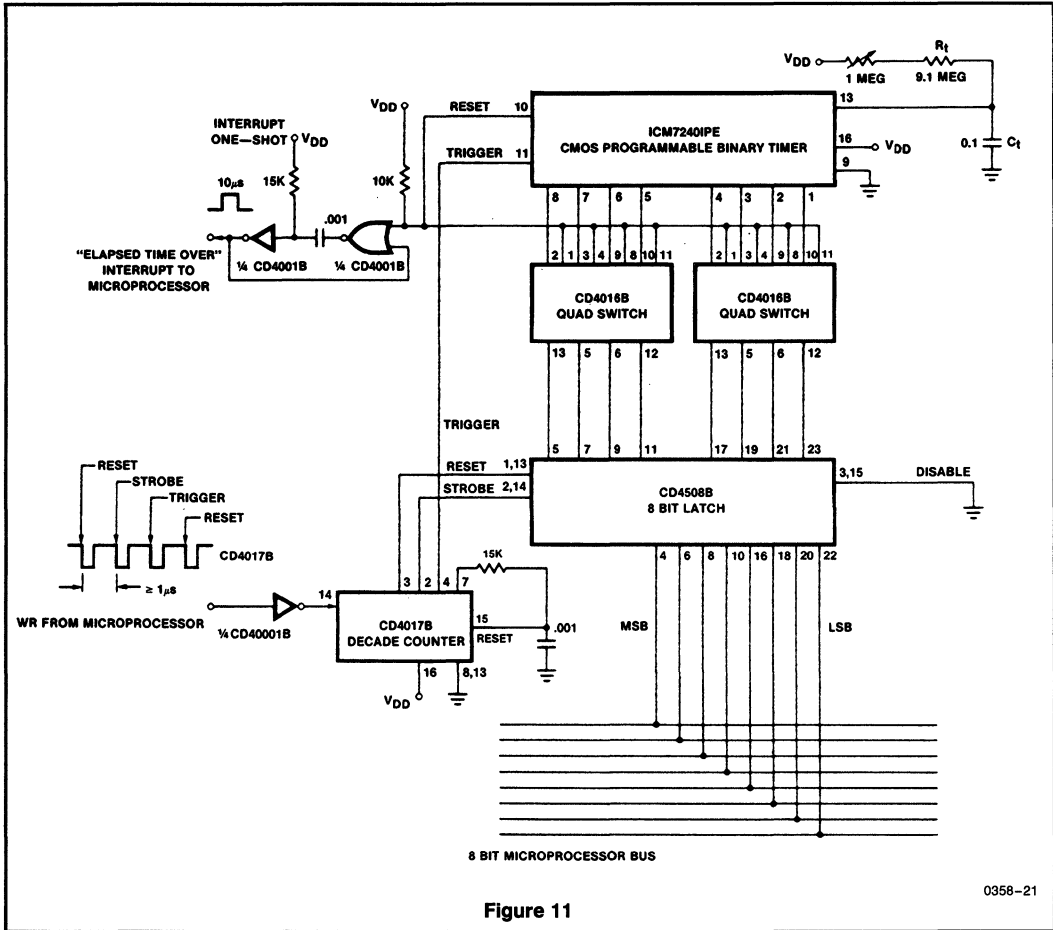 VDD
1 MEG
Rt
9.1 MEG
13
0.1 Ct
ICM7240IPE
CMOS PROGRAMMABLE BINARY TIMER
RESET 10
TRIGGER 11
16 VDD
9
8 7 6 5 4 3 2 1
INTERRUPT
ONE—SHOT
VDD
15K
VDD
10K
10μs
.001
¼ CD4001B
¼ CD4001B
"ELAPSED TIME OVER"
INTERRUPT TO
MICROPROCESSOR
2 1 3 4 9 8 10 11
2 1 3 4 9 8 10 11
CD4016B
QUAD SWITCH
CD4016B
QUAD SWITCH
13 5 6 12
13 5 6 12
TRIGGER
5 7 9 11 17 19 21 23
RESET 1,13
STROBE 2,14
CD4508B
8 BIT LATCH
3,15 DISABLE
4 6 8 10 16 18 20 22
RESET
STROBE
TRIGGER
RESET
CD4017B
≥ 1μs
WR FROM MICROPROCESSOR
¼ CD40001B
14
3 2 4 7
15K
CD4017B
DECADE COUNTER
15
RESET
.001
16
8,13
VDD
MSB
LSB
8 BIT MICROPROCESSOR BUS
0358–21
Figure 11